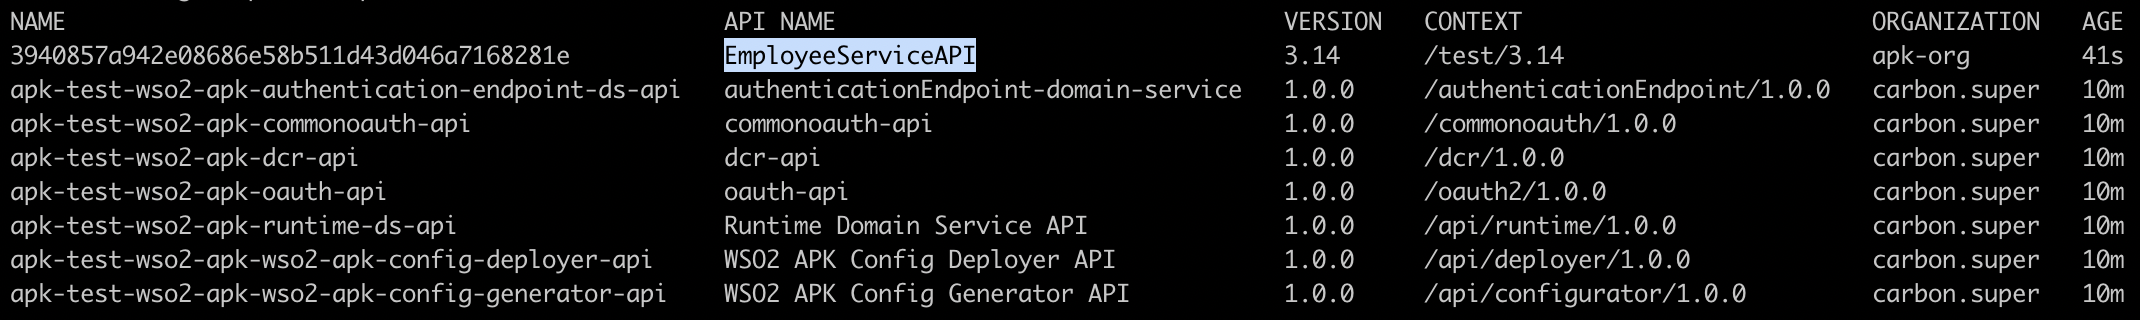 NAME API NAME VERSION CONTEXT ORGANIZATION AGE
3940857a942e08686e58b511d43d046a7168281e EmployeeServiceAPI 3.14 /test/3.14 apk-org 41s
apk-test-wso2-apk-authentication-endpoint-ds-api authenticationEndpoint-domain-service 1.0.0 /authenticationEndpoint/1.0.0 carbon.super 10m
apk-test-wso2-apk-commonoauth-api commonoauth-api 1.0.0 /commonoauth/1.0.0 carbon.super 10m
apk-test-wso2-apk-dcr-api dcr-api 1.0.0 /dcr/1.0.0 carbon.super 10m
apk-test-wso2-apk-oauth-api oauth-api 1.0.0 /oauth2/1.0.0 carbon.super 10m
apk-test-wso2-apk-runtime-ds-api Runtime Domain Service API 1.0.0 /api/runtime/1.0.0 carbon.super 10m
apk-test-wso2-apk-wso2-apk-config-deployer-api WSO2 APK Config Deployer API 1.0.0 /api/deployer/1.0.0 carbon.super 10m
apk-test-wso2-apk-wso2-apk-config-generator-api WSO2 APK Config Generator API 1.0.0 /api/configurator/1.0.0 carbon.super 10m